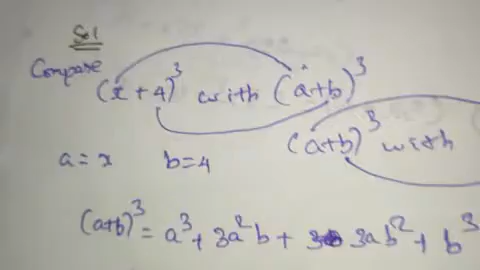 Sol
Compare
(x+4)³ with (a+b)³
(a+b)³ with
a=x b=4
(a+b)³ = a³+3a²b+ 3ab²+b³